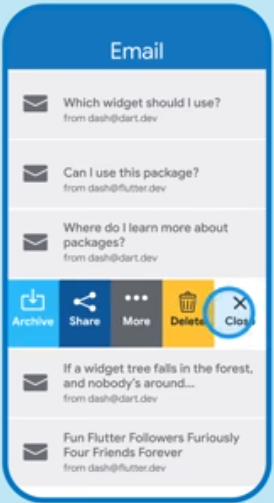 Email
Which widget should I use?
from dash@dart.dev
Can I use this package?
from dash@flutter.dev
Where do I learn more about
packages?
from dash@dart.dev
Archive Share More Delete Close
If a widget tree falls in the forest,
and nobody's around...
from dash@dart.dev
Fun Flutter Followers Furiously
Four Friends Forever
from dash@flutter.dev